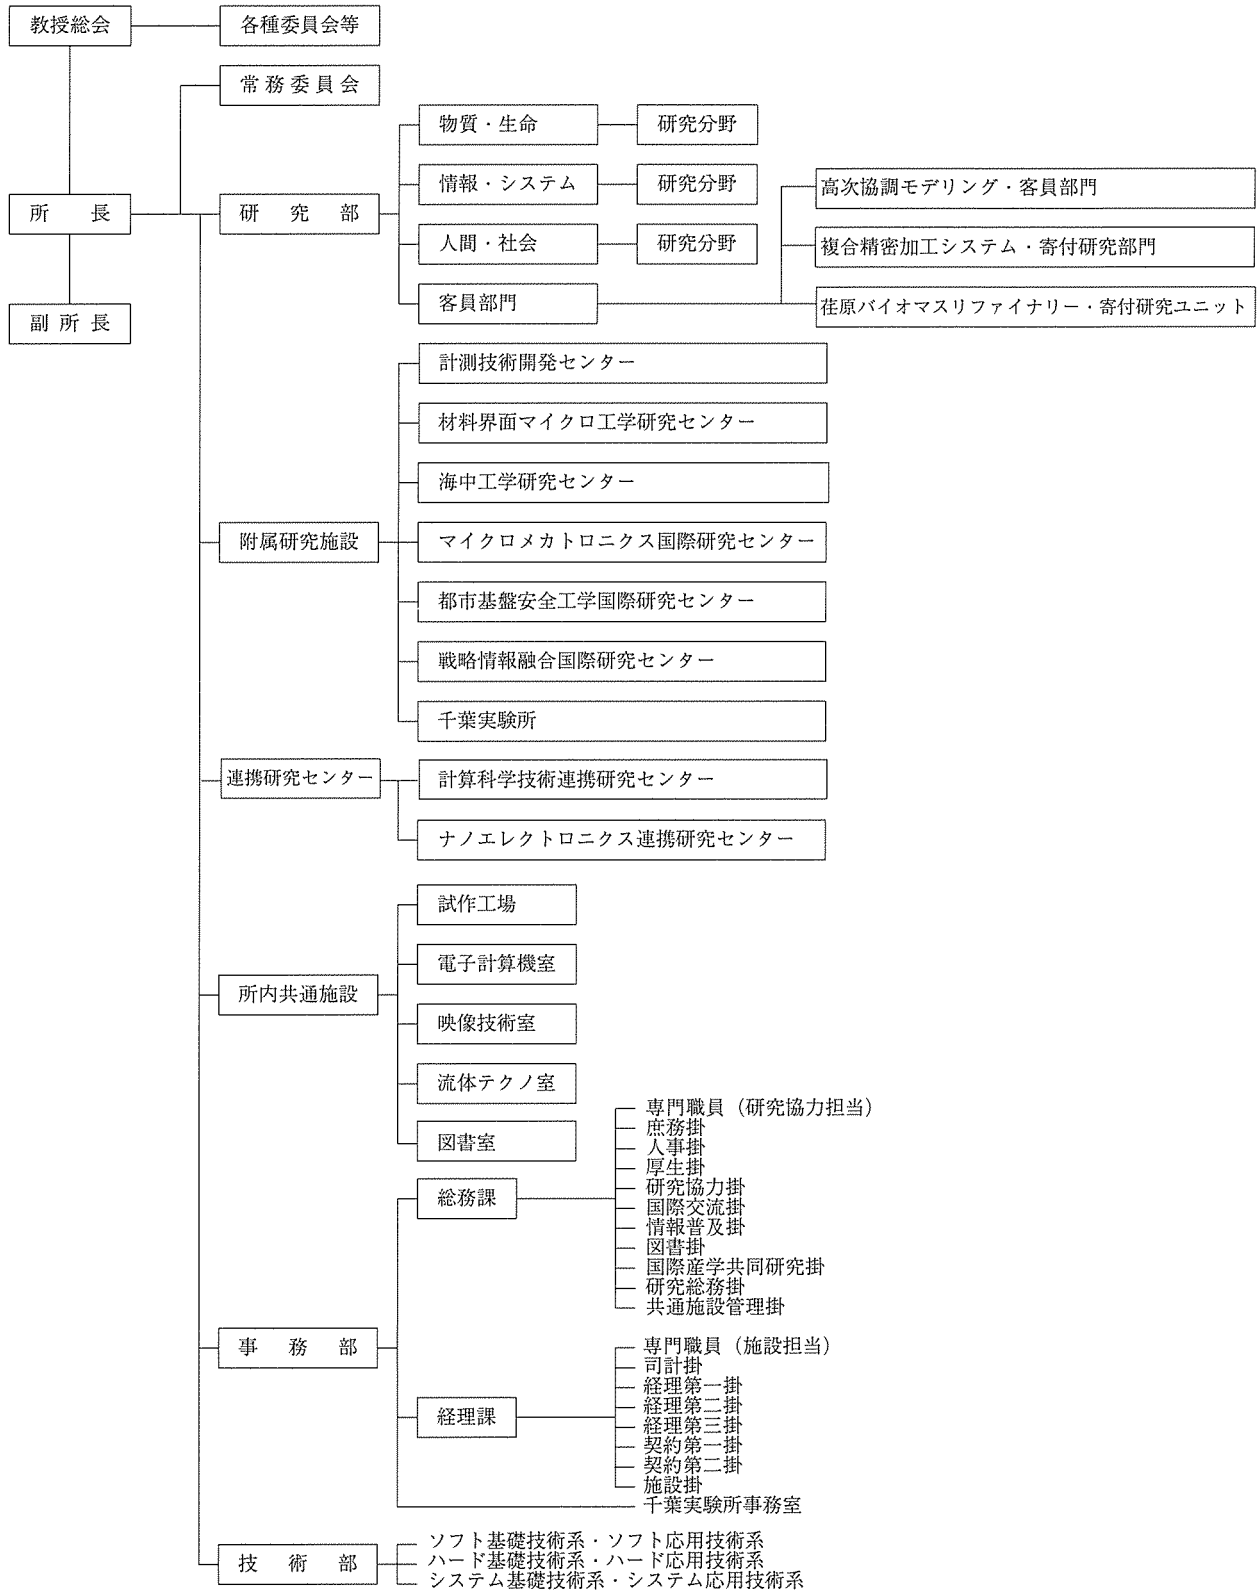 教授総会
各種委員会等
常務委員会
所長
副所長
研究部
物質・生命
研究分野
情報・システム
研究分野
人間・社会
研究分野
客員部門
高次協調モデリング・客員部門
複合精密加工システム・寄付研究部門
荏原バイオマスリファイナリー・寄付研究ユニット
附属研究施設
計測技術開発センター
材料界面マイクロ工学研究センター
海中工学研究センター
マイクロメカトロニクス国際研究センター
都市基盤安全工学国際研究センター
戦略情報融合国際研究センター
千葉実験所
連携研究センター
計算科学技術連携研究センター
ナノエレクトロニクス連携研究センター
所内共通施設
試作工場
電子計算機室
映像技術室
流体テクノ室
図書室
事務部
総務課
専門職員（研究協力担当）
庶務掛
人事掛
厚生掛
研究協力掛
国際交流掛
情報普及掛
図書掛
国際産学共同研究掛
研究総務掛
共通施設管理掛
経理課
専門職員（施設担当）
司計掛
経理第一掛
経理第二掛
経理第三掛
契約第一掛
契約第二掛
施設掛
千葉実験所事務室
技術部
ソフト基礎技術系・ソフト応用技術系
ハード基礎技術系・ハード応用技術系
システム基礎技術系・システム応用技術系